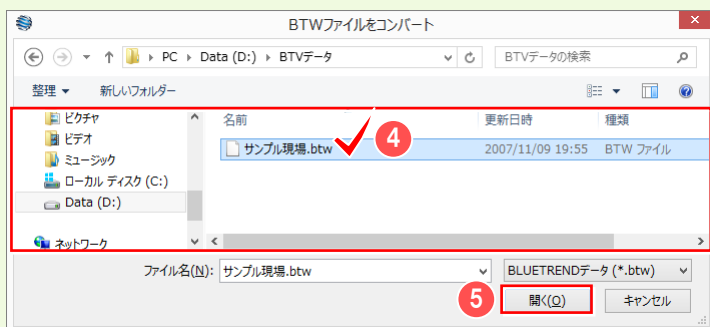 BTWファイルをコンバート
PC ▸ Data (D:) ▸ BTVデータ
BTVデータの検索
整理 新しいフォルダー
ピクチャ
ビデオ
ミュージック
ローカル ディスク (C:)
Data (D:)
ネットワーク
名前 更新日時 種類
サンプル現場.btw 2007/11/09 19:55 BTW ファイル
4
ファイル名(N): サンプル現場.btw BLUETRENDデータ (*.btw)
5
開く(O) キャンセル